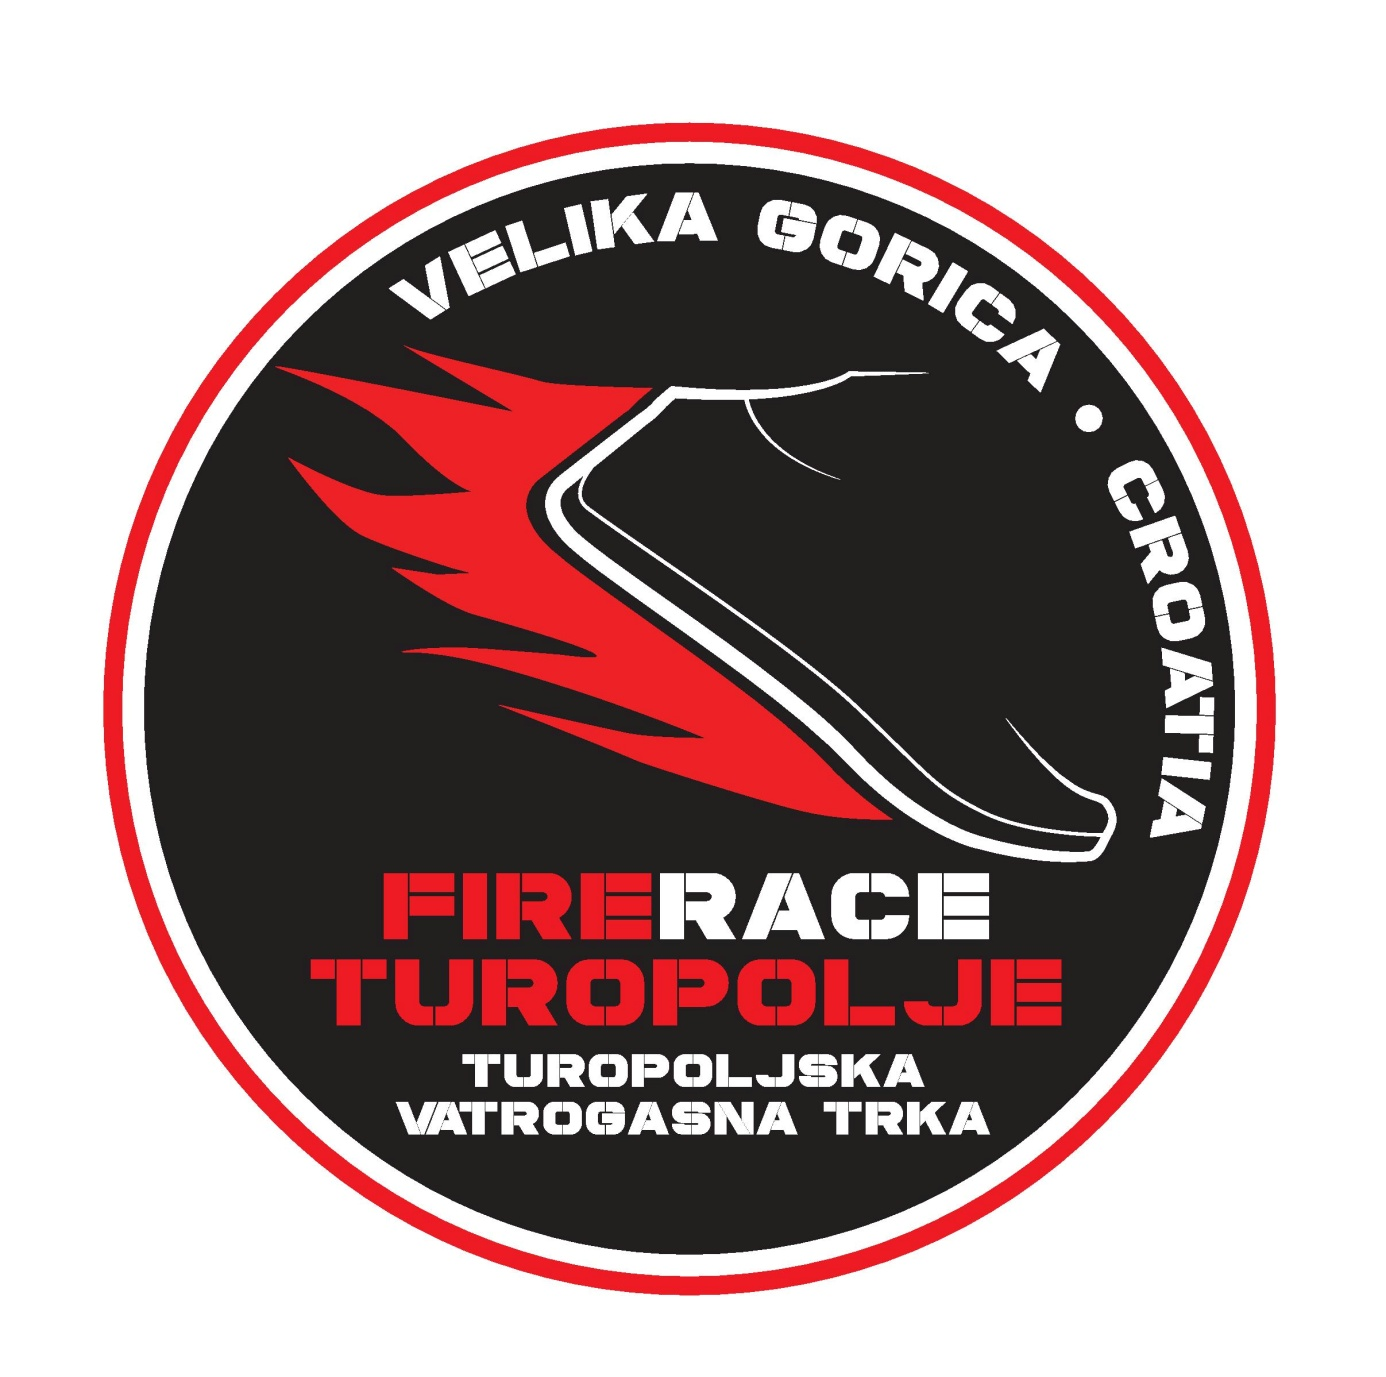 VELIKA GORICA • CROATIA
FIRERACE
TUROPOLJE
TUROPOLJSKA
VATROGASNA TRKA